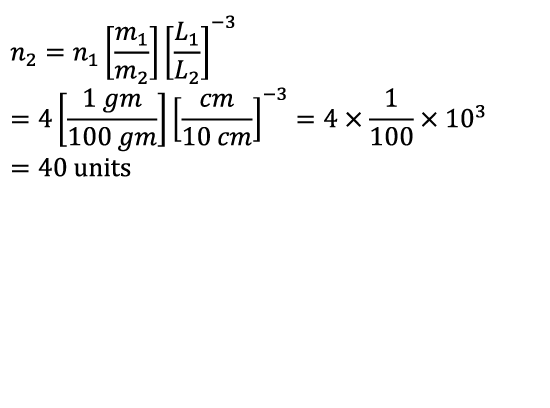 n₂ = n₁ [m₁/m₂] [L₁/L₂]⁻³
= 4 [1 gm/100 gm] [cm/10 cm]⁻³ = 4 × 1/100 × 10³
= 40 units